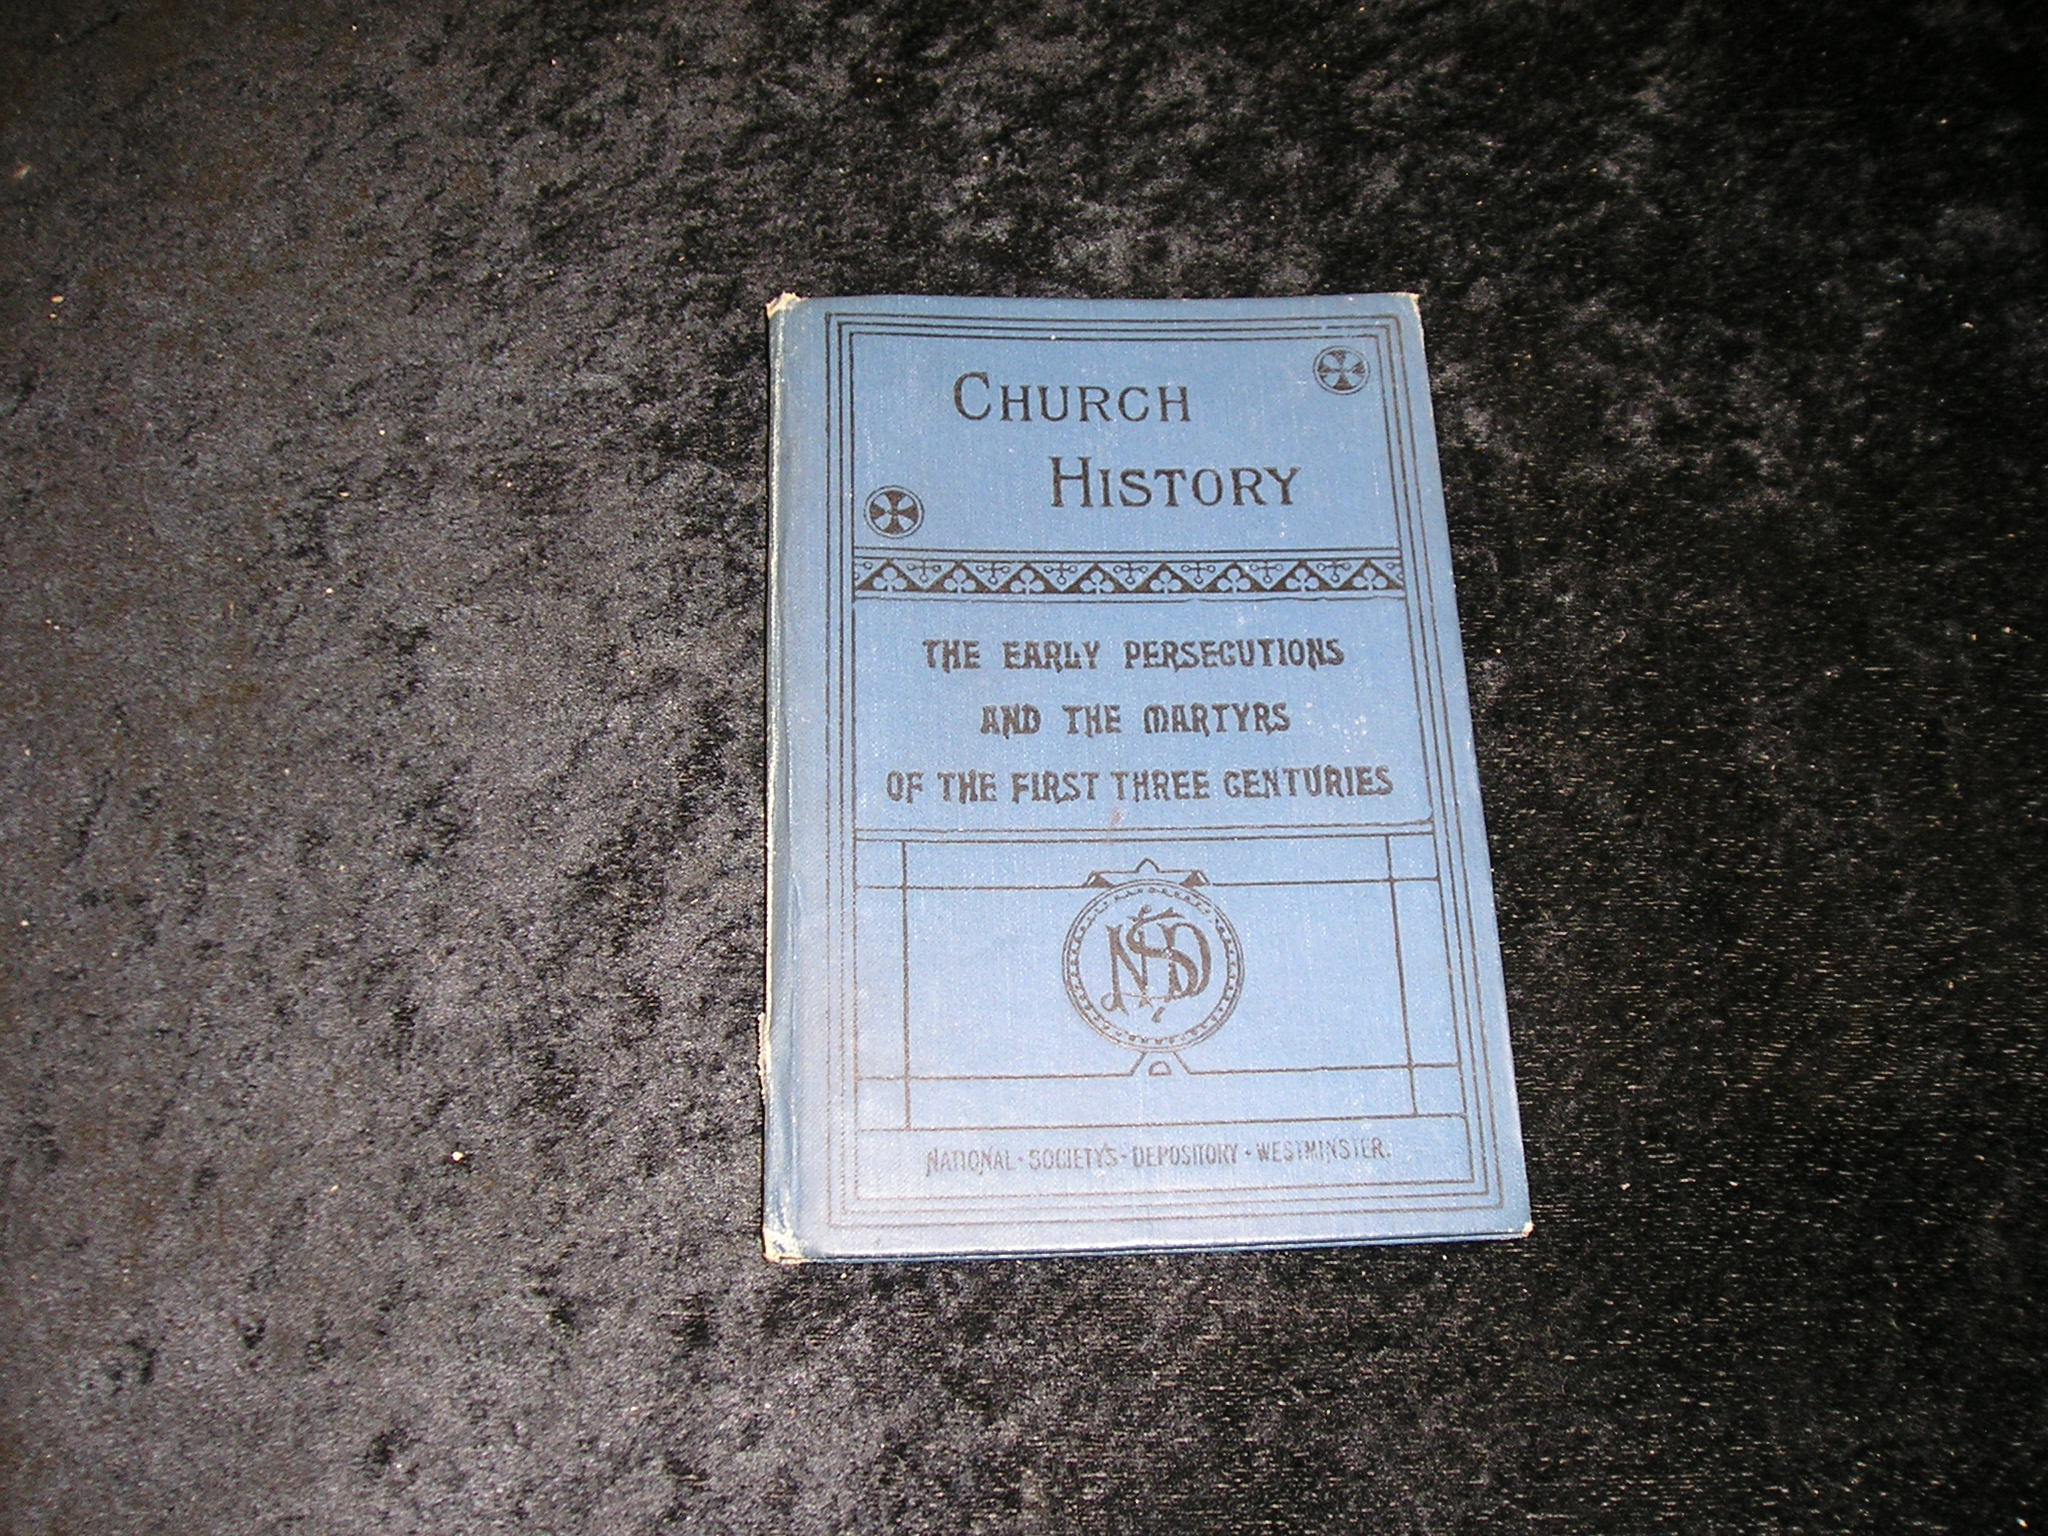 CHURCH
HISTORY
THE EARLY PERSECUTIONS
AND THE MARTYRS
OF THE FIRST THREE CENTURIES
NSD
NATIONAL · SOCIETY'S · DEPOSITORY · WESTMINSTER.